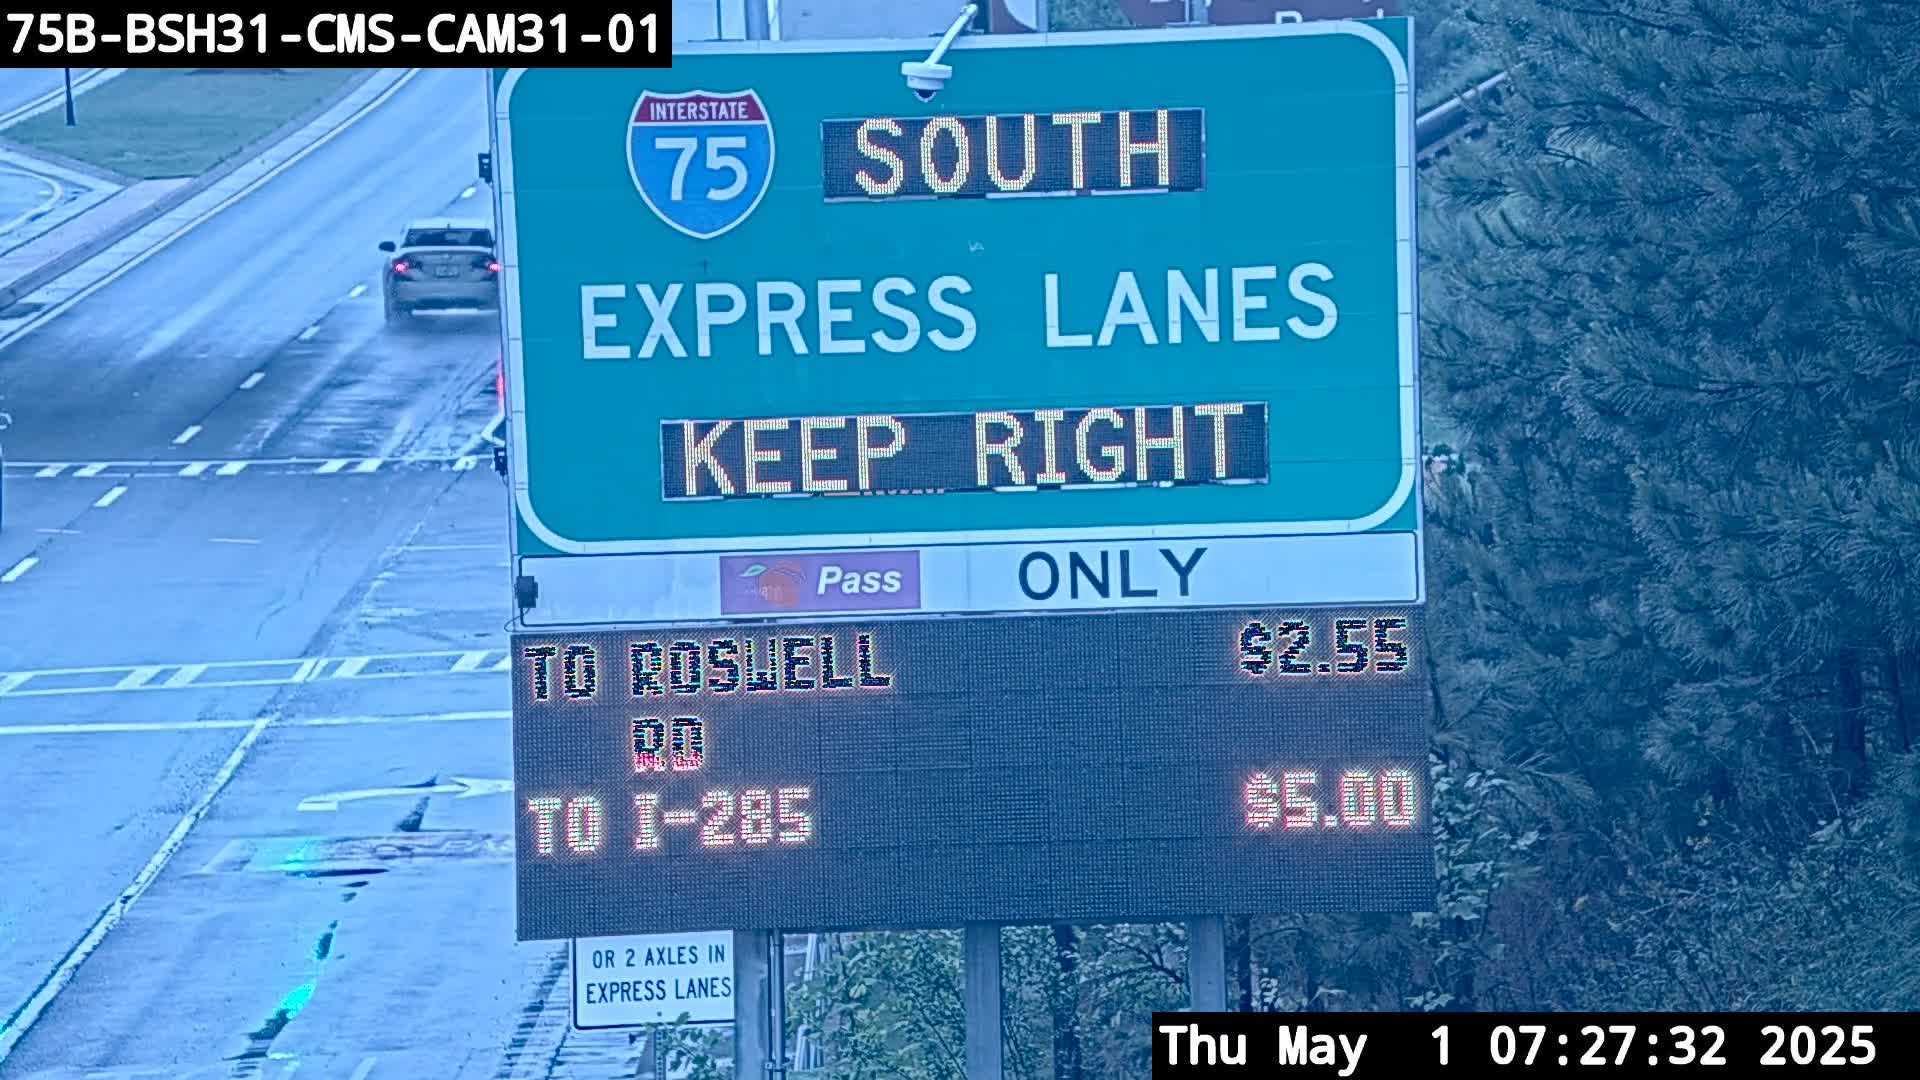 75B-BSH31-CMS-CAM31-01
INTERSTATE
75
SOUTH
EXPRESS LANES
KEEP RIGHT
Pass ONLY
TO ROSWELL $2.55
RD
TO I-285 $5.00
OR 2 AXLES IN
EXPRESS LANES
Thu May 1 07:27:32 2025